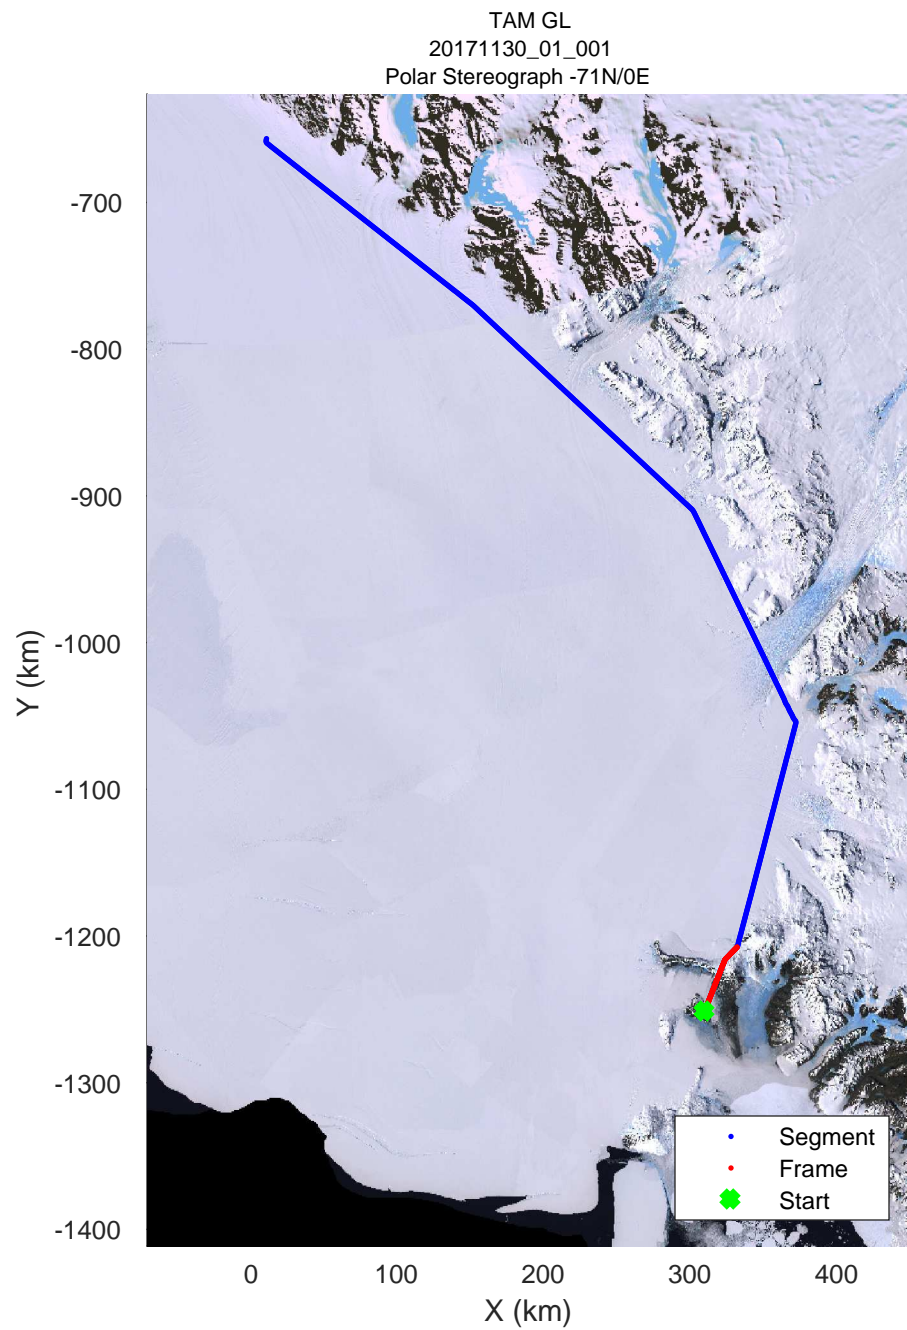 TAM GL
20171130_01_001
Polar Stereograph -71N/0E
-700
-800
-900
-1000
-1100
-1200
-1300
-1400
Y (km)
0 100 200 300 400
X (km)
Segment
Frame
Start